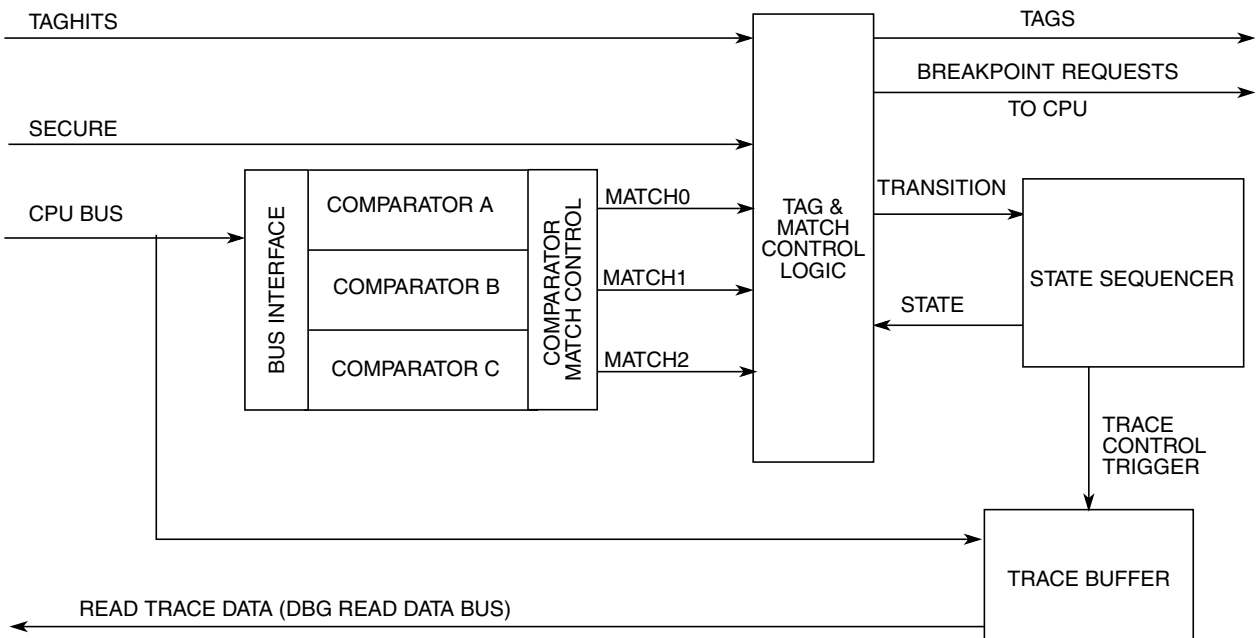 TAGHITS
TAGS
BREAKPOINT REQUESTS
TO CPU
SECURE
CPU BUS
BUS INTERFACE
COMPARATOR A
COMPARATOR B
COMPARATOR C
COMPARATOR
MATCH CONTROL
MATCH0
MATCH1
MATCH2
TAG &
MATCH
CONTROL
LOGIC
TRANSITION
STATE
STATE SEQUENCER
TRACE
CONTROL
TRIGGER
TRACE BUFFER
READ TRACE DATA (DBG READ DATA BUS)